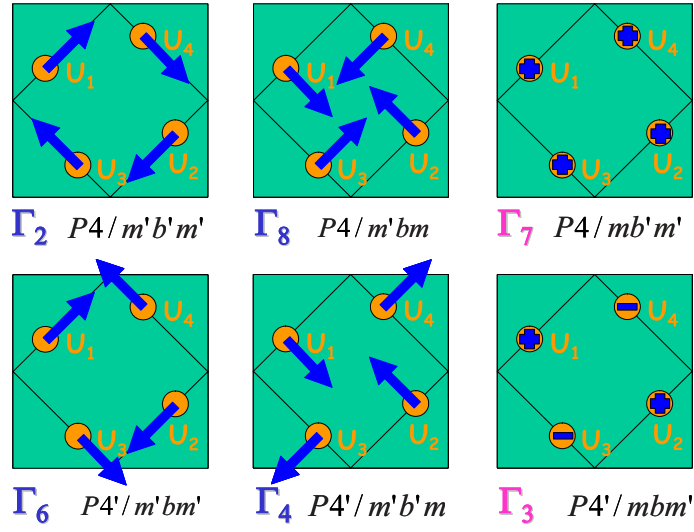 U₁ U₄ U₃ U₂
U₁ U₄ U₃ U₂
U₁ U₄ U₃ U₂
Γ₂ P4/m'b'm' Γ₈ P4/m'bm Γ₇ P4/mb'm'
U₁ U₄ U₃ U₂
U₁ U₄ U₃ U₂
U₁ U₄ U₃ U₂
Γ₆ P4'/m'bm' Γ₄ P4'/m'b'm Γ₃ P4'/mbm'